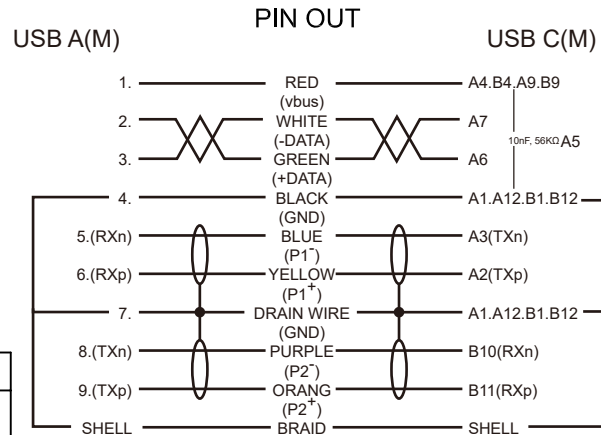 PIN OUT
USB A(M) USB C(M)
1. RED A4.B4.A9.B9
(vbus)
2. WHITE A7
(-DATA) 10nF, 56KΩ A5
3. GREEN A6
(+DATA)
4. BLACK A1.A12.B1.B12
(GND)
5.(RXn) BLUE A3(TXn)
(P1-)
6.(RXp) YELLOW A2(TXp)
(P1+)
7. DRAIN WIRE A1.A12.B1.B12
(GND)
8.(TXn) PURPLE B10(RXn)
(P2-)
9.(TXp) ORANG B11(RXp)
(P2+)
SHELL BRAID SHELL